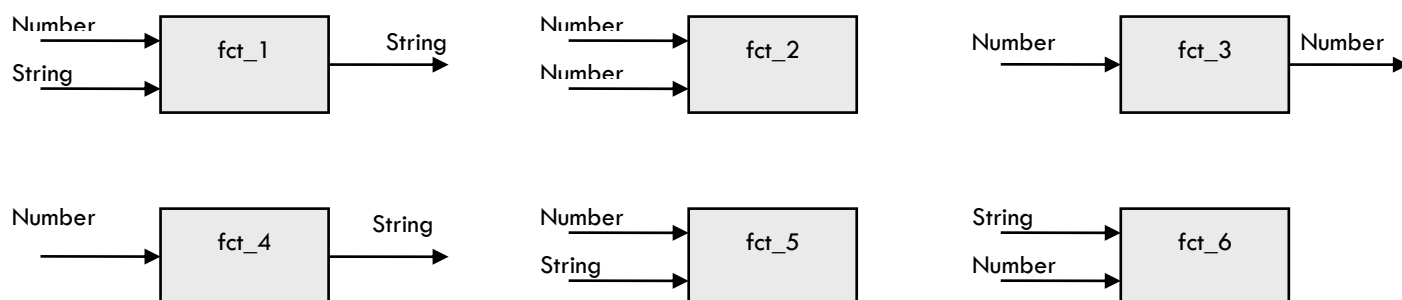 Number
fct_1
String
String
Number
fct_2
Number
Number
fct_3
Number
Number
fct_4
String
Number
fct_5
String
String
fct_6
Number